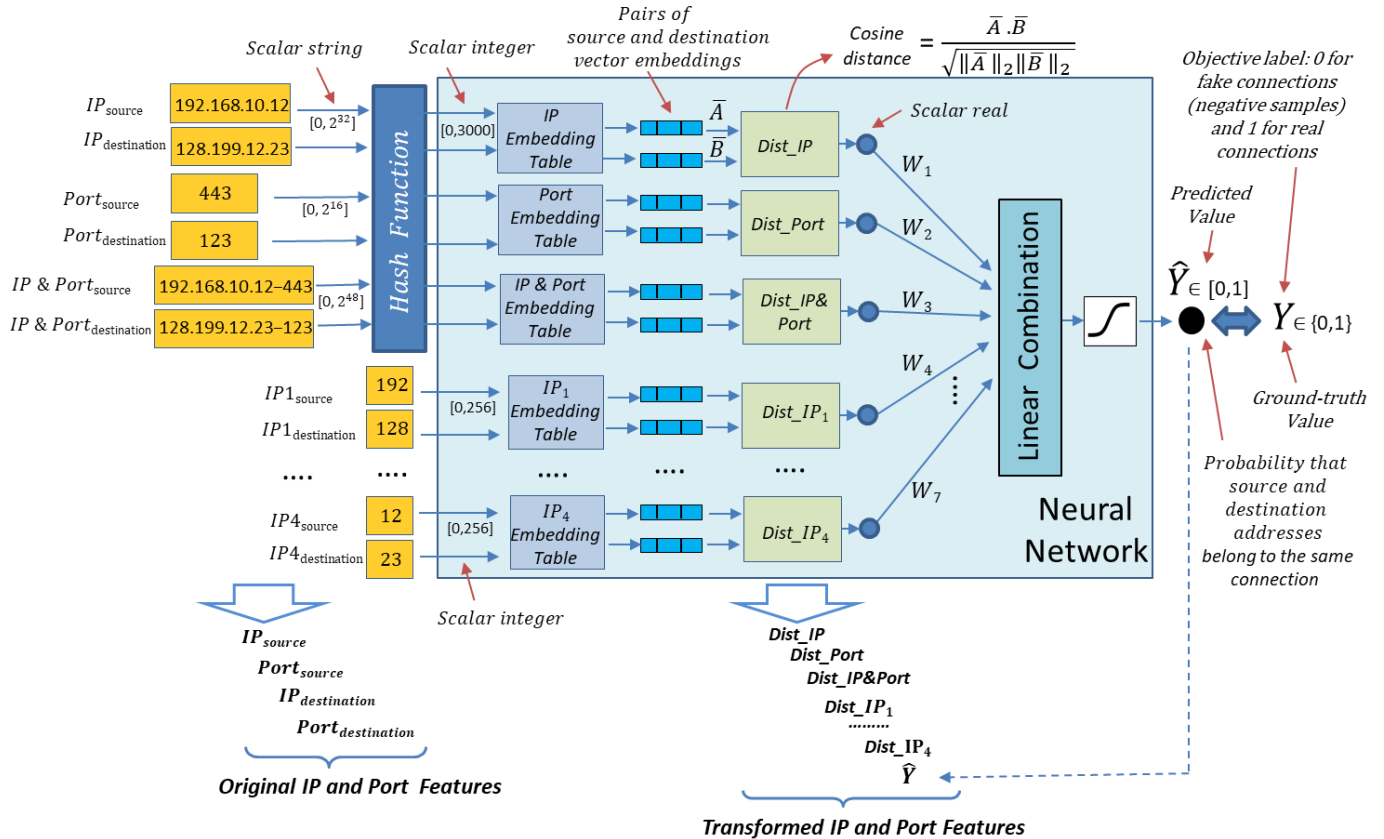 Scalar string
Scalar integer
Pairs of
source and destination
vector embeddings
Cosine
distance
= A̅ .B̅ / √‖A̅ ‖₂‖B̅ ‖₂
Objective label: 0 for
fake connections
(negative samples)
and 1 for real
connections
IPsource
192.168.10.12
[0, 2³²]
IPdestination
128.199.12.23
Portsource
443
[0, 2¹⁶]
Portdestination
123
IP & Portsource
192.168.10.12–443
[0, 2⁴⁸]
IP & Portdestination
128.199.12.23–123
Hash Function
[0,3000]
IP
Embedding
Table
A̅
B̅
Dist_IP
Scalar real
W₁
Port
Embedding
Table
Dist_Port
W₂
IP & Port
Embedding
Table
Dist_IP&
Port
W₃
IP1source
192
[0,256]
IP1destination
128
IP₁
Embedding
Table
Dist_IP₁
W₄
....
.... .... .... .... ....
IP4source
12
[0,256]
IP4destination
23
IP₄
Embedding
Table
Dist_IP₄
W₇
Linear Combination
Neural
Network
Predicted
Value
Ŷ ∈ [0,1]
Y ∈ {0,1}
Ground-truth
Value
Probability that
source and
destination
addresses
belong to the same
connection
Scalar integer
IPsource
Portsource
IPdestination
Portdestination
Original IP and Port Features
Dist_IP
Dist_Port
Dist_IP&Port
Dist_IP₁
.........
Dist_IP₄
Ŷ
Transformed IP and Port Features